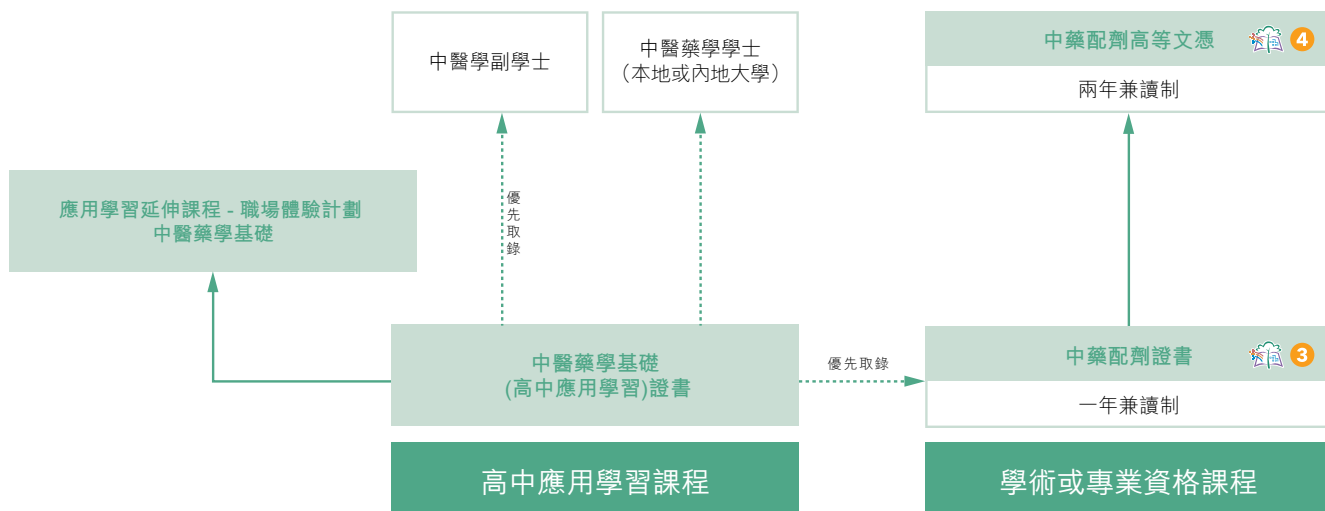 中醫學副學士
中醫藥學學士
（本地或內地大學）
中藥配劑高等文憑 4
兩年兼讀制
應用學習延伸課程 - 職場體驗計劃
中醫藥學基礎
優先取錄
中醫藥學基礎
(高中應用學習)證書
優先取錄
中藥配劑證書 3
一年兼讀制
高中應用學習課程
學術或專業資格課程